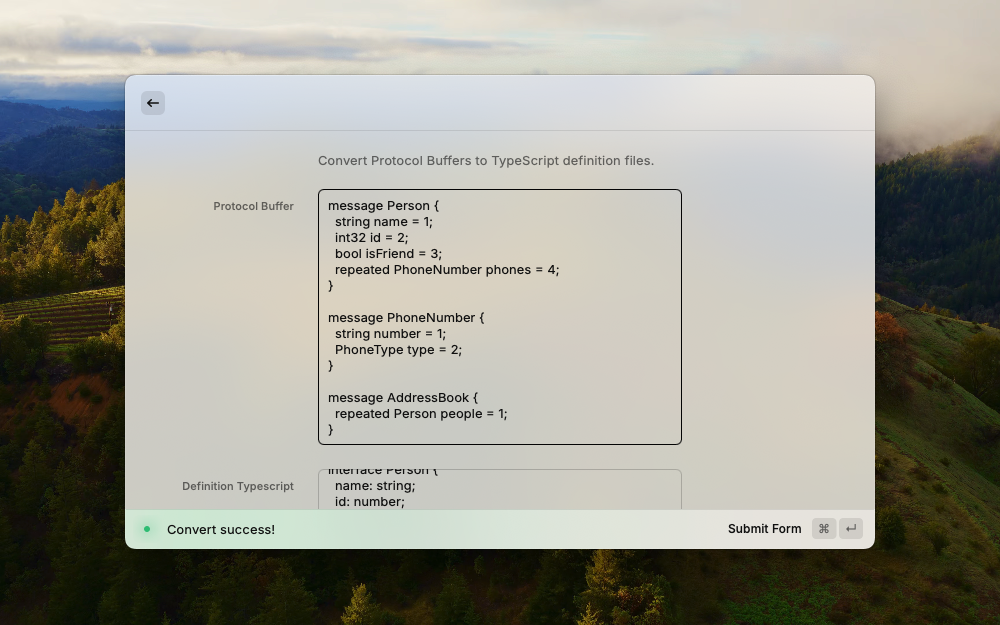 Convert Protocol Buffers to TypeScript definition files.
Protocol Buffer
message Person {
  string name = 1;
  int32 id = 2;
  bool isFriend = 3;
  repeated PhoneNumber phones = 4;
}

message PhoneNumber {
  string number = 1;
  PhoneType type = 2;
}

message AddressBook {
  repeated Person people = 1;
}
Definition Typescript
interface Person {
  name: string;
  id: number;
Convert success!
Submit Form ⌘ ↵